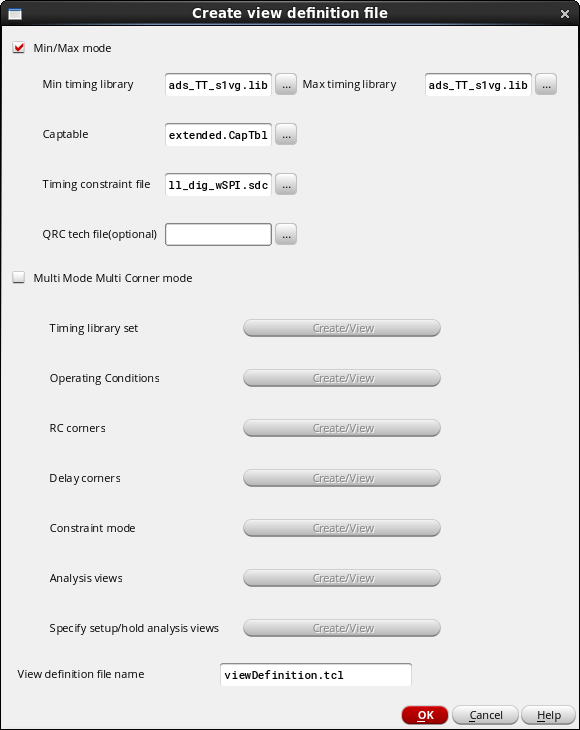 Create view definition file
Min/Max mode
Min timing library ads_TT_s1vg.lib ... Max timing library ads_TT_s1vg.lib ...
Captable extended.CapTbl ...
Timing constraint file ll_dig_wSPI.sdc ...
QRC tech file(optional) ...
Multi Mode Multi Corner mode
Timing library set Create/View
Operating Conditions Create/View
RC corners Create/View
Delay corners Create/View
Constraint mode Create/View
Analysis views Create/View
Specify setup/hold analysis views Create/View
View definition file name viewDefinition.tcl
OK Cancel Help